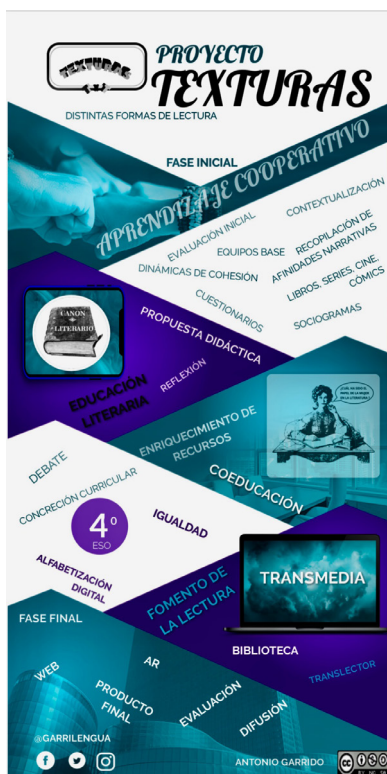 TEXTURAS
PROYECTO
TEXTURAS
DISTINTAS FORMAS DE LECTURA
FASE INICIAL
APRENDIZAJE COOPERATIVO
CONTEXTUALIZACIÓN
EVALUACIÓN INICIAL
EQUIPOS BASE
RECOPILACIÓN DE
AFINIDADES NARRATIVAS
DINÁMICAS DE COHESIÓN
LIBROS, SERIES, CINE,
CÓMICS
CUESTIONARIOS
SOCIOGRAMAS
CANON
LITERARIO
PROPUESTA DIDÁCTICA
EDUCACIÓN
LITERARIA
REFLEXIÓN
ENRIQUECIMIENTO DE
RECURSOS
COEDUCACIÓN
DEBATE
CONCRECIÓN CURRICULAR
4º
ESO
IGUALDAD
ALFABETIZACIÓN
DIGITAL
FOMENTO DE
LA LECTURA
TRANSMEDIA
BIBLIOTECA
TRANSLECTOR
FASE FINAL
WEB
AR
PRODUCTO
FINAL
EVALUACIÓN
DIFUSIÓN
@GARRILENGUA
ANTONIO GARRIDO